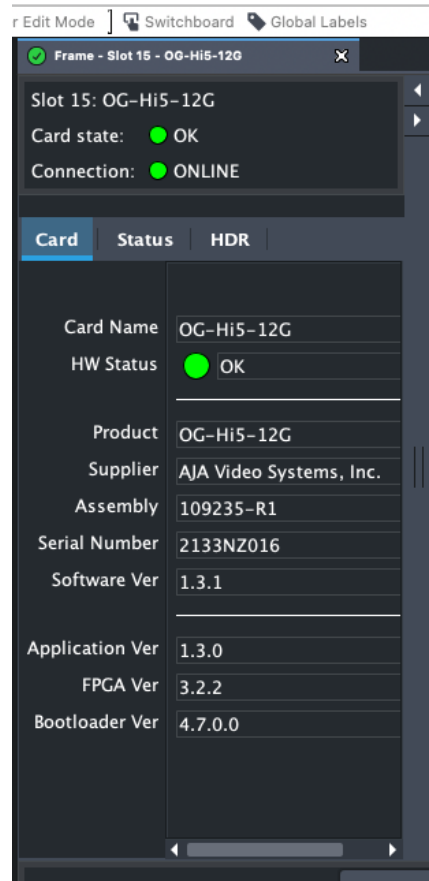 r Edit Mode ] Switchboard Global Labels
Frame - Slot 15 - OG-Hi5-12G X
Slot 15: OG-Hi5-12G
Card state: OK
Connection: ONLINE
Card Status HDR
Card Name OG-Hi5-12G
HW Status OK
Product OG-Hi5-12G
Supplier AJA Video Systems, Inc.
Assembly 109235-R1
Serial Number 2133NZ016
Software Ver 1.3.1
Application Ver 1.3.0
FPGA Ver 3.2.2
Bootloader Ver 4.7.0.0